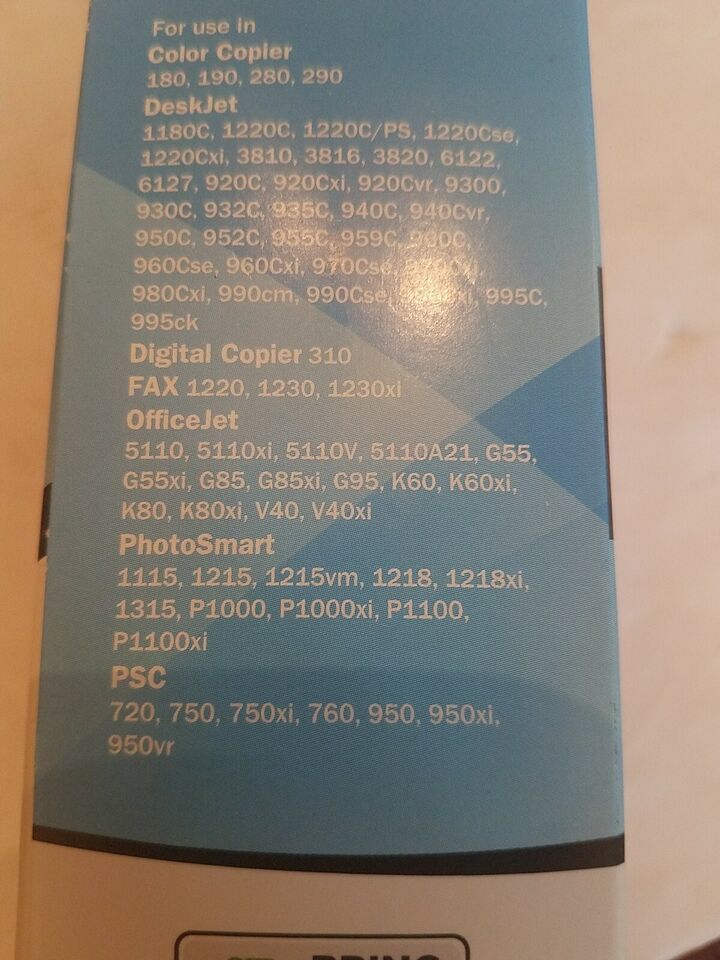 For use in
Color Copier
180, 190, 280, 290
DeskJet
1180C, 1220C, 1220C/PS, 1220Cse,
1220Cxi, 3810, 3816, 3820, 6122,
6127, 920C, 920Cxi, 920Cvr, 9300,
930C, 932C, 935C, 940C, 940Cvr,
950C, 952C, 955C, 959C,
960Cse, 960Cxi, 970Cse,
980Cxi, 990cm, 990Cse, 995C,
995ck
Digital Copier 310
FAX 1220, 1230, 1230xi
OfficeJet
5110, 5110xi, 5110V, 5110A21, G55,
G55xi, G85, G85xi, G95, K60, K60xi,
K80, K80xi, V40, V40xi
PhotoSmart
1115, 1215, 1215vm, 1218, 1218xi,
1315, P1000, P1000xi, P1100,
P1100xi
PSC
720, 750, 750xi, 760, 950, 950xi,
950vr